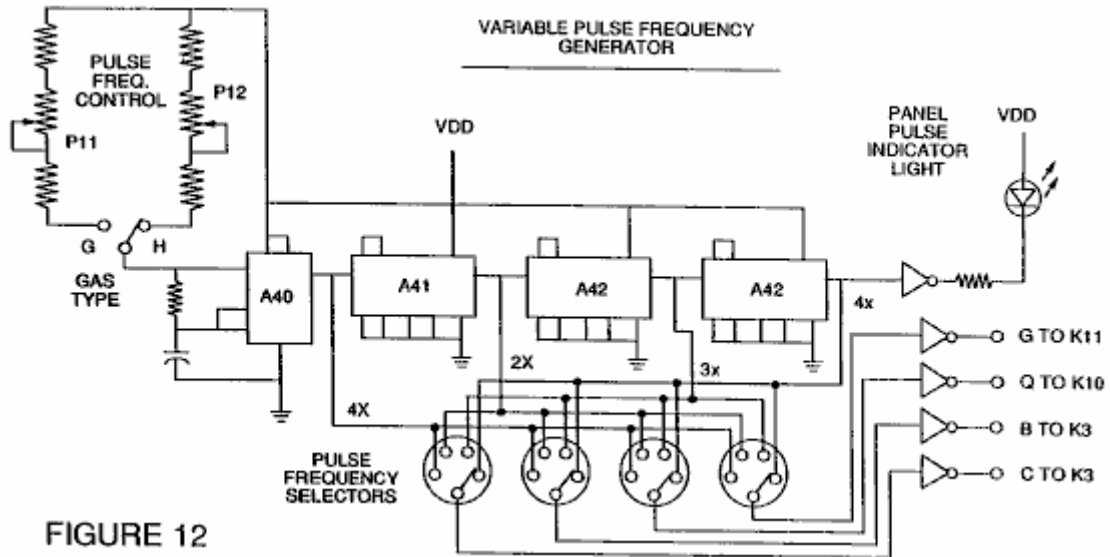 VARIABLE PULSE FREQUENCY
GENERATOR
PULSE
FREQ.
CONTROL
P12
P11
VDD
PANEL
PULSE
INDICATOR
LIGHT
VDD
G
H
GAS
TYPE
A40
A41
A42
A42
4x
2X
3x
4X
G TO K11
Q TO K10
B TO K3
C TO K3
PULSE
FREQUENCY
SELECTORS
FIGURE 12